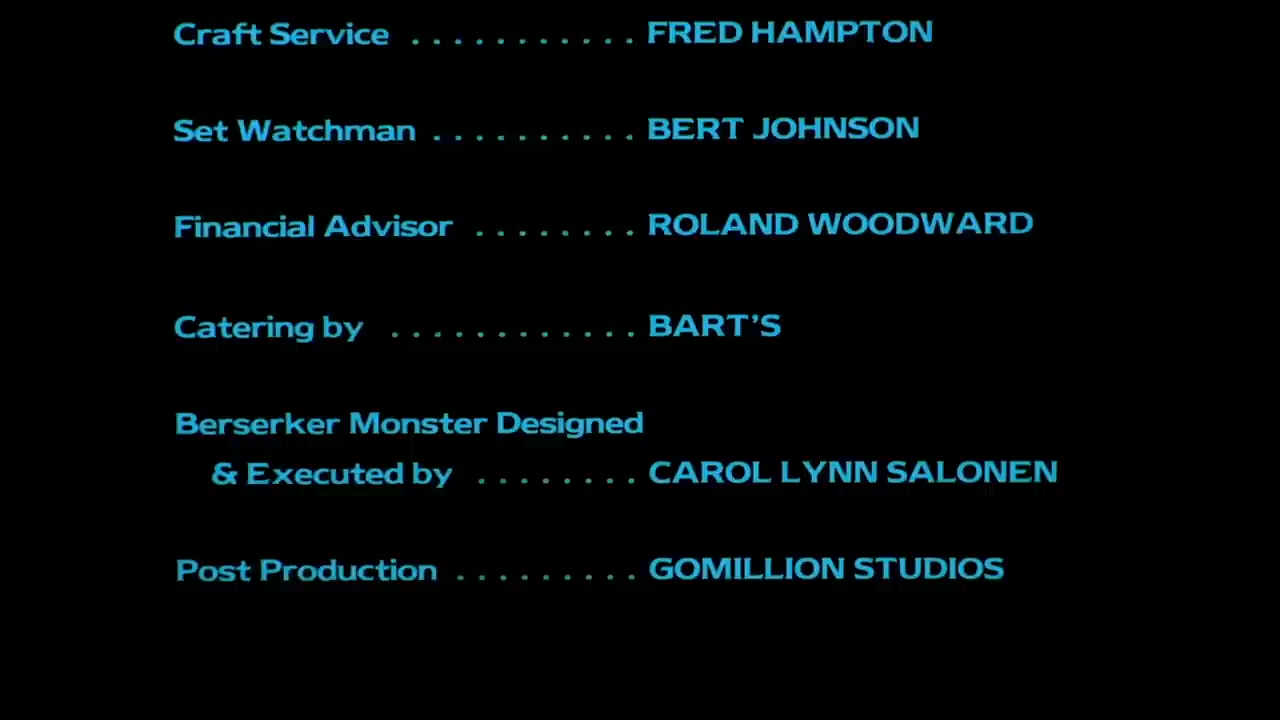 Craft Service . . . . . . . . . . . FRED HAMPTON
Set Watchman . . . . . . . . . . BERT JOHNSON
Financial Advisor . . . . . . . . ROLAND WOODWARD
Catering by . . . . . . . . . . . . BART'S
Berserker Monster Designed
& Executed by . . . . . . . . CAROL LYNN SALONEN
Post Production . . . . . . . . . GOMILLION STUDIOS